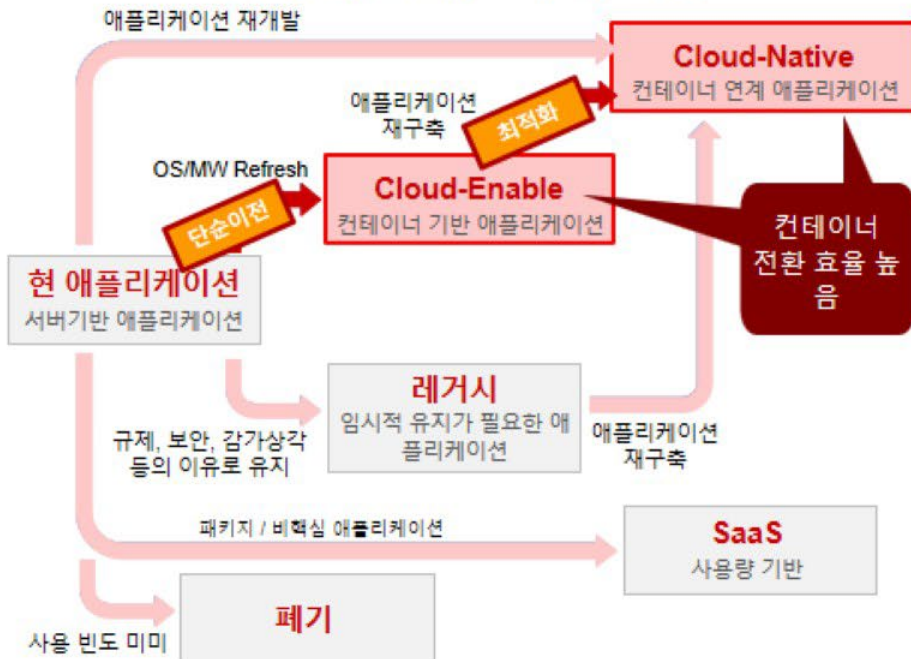 애플리케이션 재개발
Cloud-Native
컨테이너 연계 애플리케이션
애플리케이션
재구축
최적화
OS/MW Refresh
Cloud-Enable
컨테이너 기반 애플리케이션
단순이전
컨테이너
전환 효율 높
음
현 애플리케이션
서버기반 애플리케이션
레거시
임시적 유지가 필요한 애
플리케이션
규제, 보안, 감가상각
등의 이유로 유지
애플리케이션
재구축
패키지 / 비핵심 애플리케이션
SaaS
사용량 기반
폐기
사용 빈도 미미